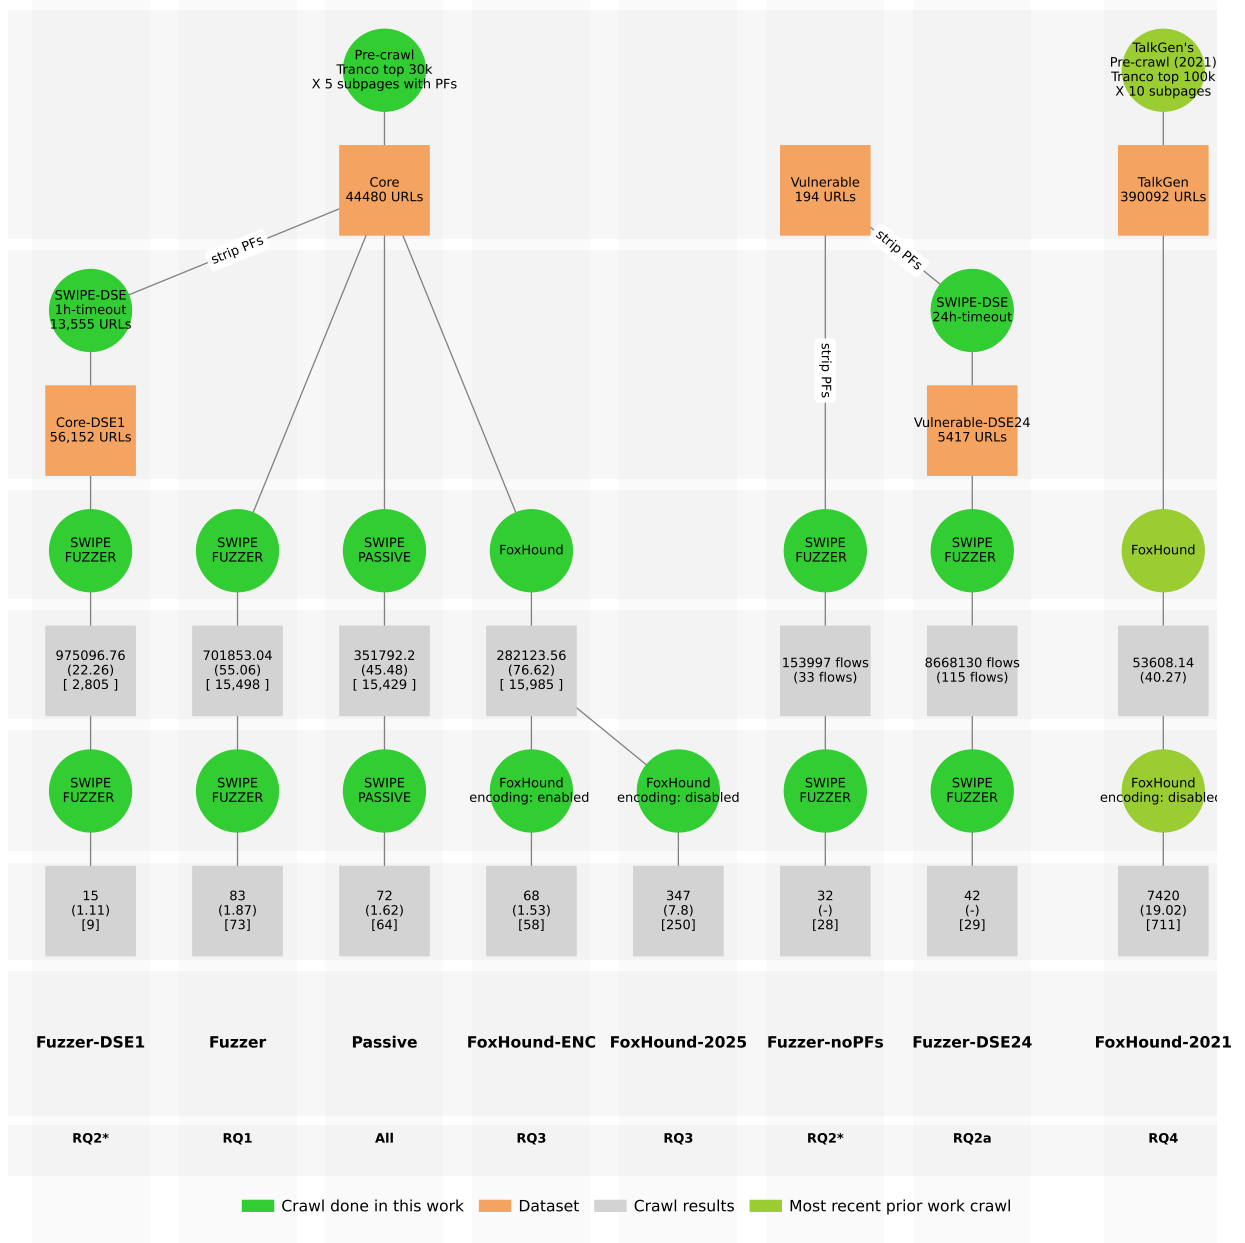 Pre-crawl
Tranco top 30k
X 5 subpages with PFs
TalkGen's
Pre-crawl (2021)
Tranco top 100k
X 10 subpages
Core
44480 URLs
Vulnerable
194 URLs
TalkGen
390092 URLs
strip PFs
strip PFs
SWIPE-DSE
1h-timeout
13,555 URLs
SWIPE-DSE
24h-timeout
strip PFs
Core-DSE1
56,152 URLs
Vulnerable-DSE24
5417 URLs
SWIPE
FUZZER
SWIPE
FUZZER
SWIPE
PASSIVE
FoxHound
SWIPE
FUZZER
SWIPE
FUZZER
FoxHound
975096.76
(22.26)
[ 2,805 ]
701853.04
(55.06)
[ 15,498 ]
351792.2
(45.48)
[ 15,429 ]
282123.56
(76.62)
[ 15,985 ]
153997 flows
(33 flows)
8668130 flows
(115 flows)
53608.14
(40.27)
SWIPE
FUZZER
SWIPE
FUZZER
SWIPE
PASSIVE
FoxHound
encoding: enabled
FoxHound
encoding: disabled
SWIPE
FUZZER
SWIPE
FUZZER
FoxHound
encoding: disabled
15
(1.11)
[9]
83
(1.87)
[73]
72
(1.62)
[64]
68
(1.53)
[58]
347
(7.8)
[250]
32
(-)
[28]
42
(-)
[29]
7420
(19.02)
[711]
Fuzzer-DSE1
Fuzzer
Passive
FoxHound-ENC
FoxHound-2025
Fuzzer-noPFs
Fuzzer-DSE24
FoxHound-2021
RQ2*
RQ1
All
RQ3
RQ3
RQ2*
RQ2a
RQ4
Crawl done in this work
Dataset
Crawl results
Most recent prior work crawl